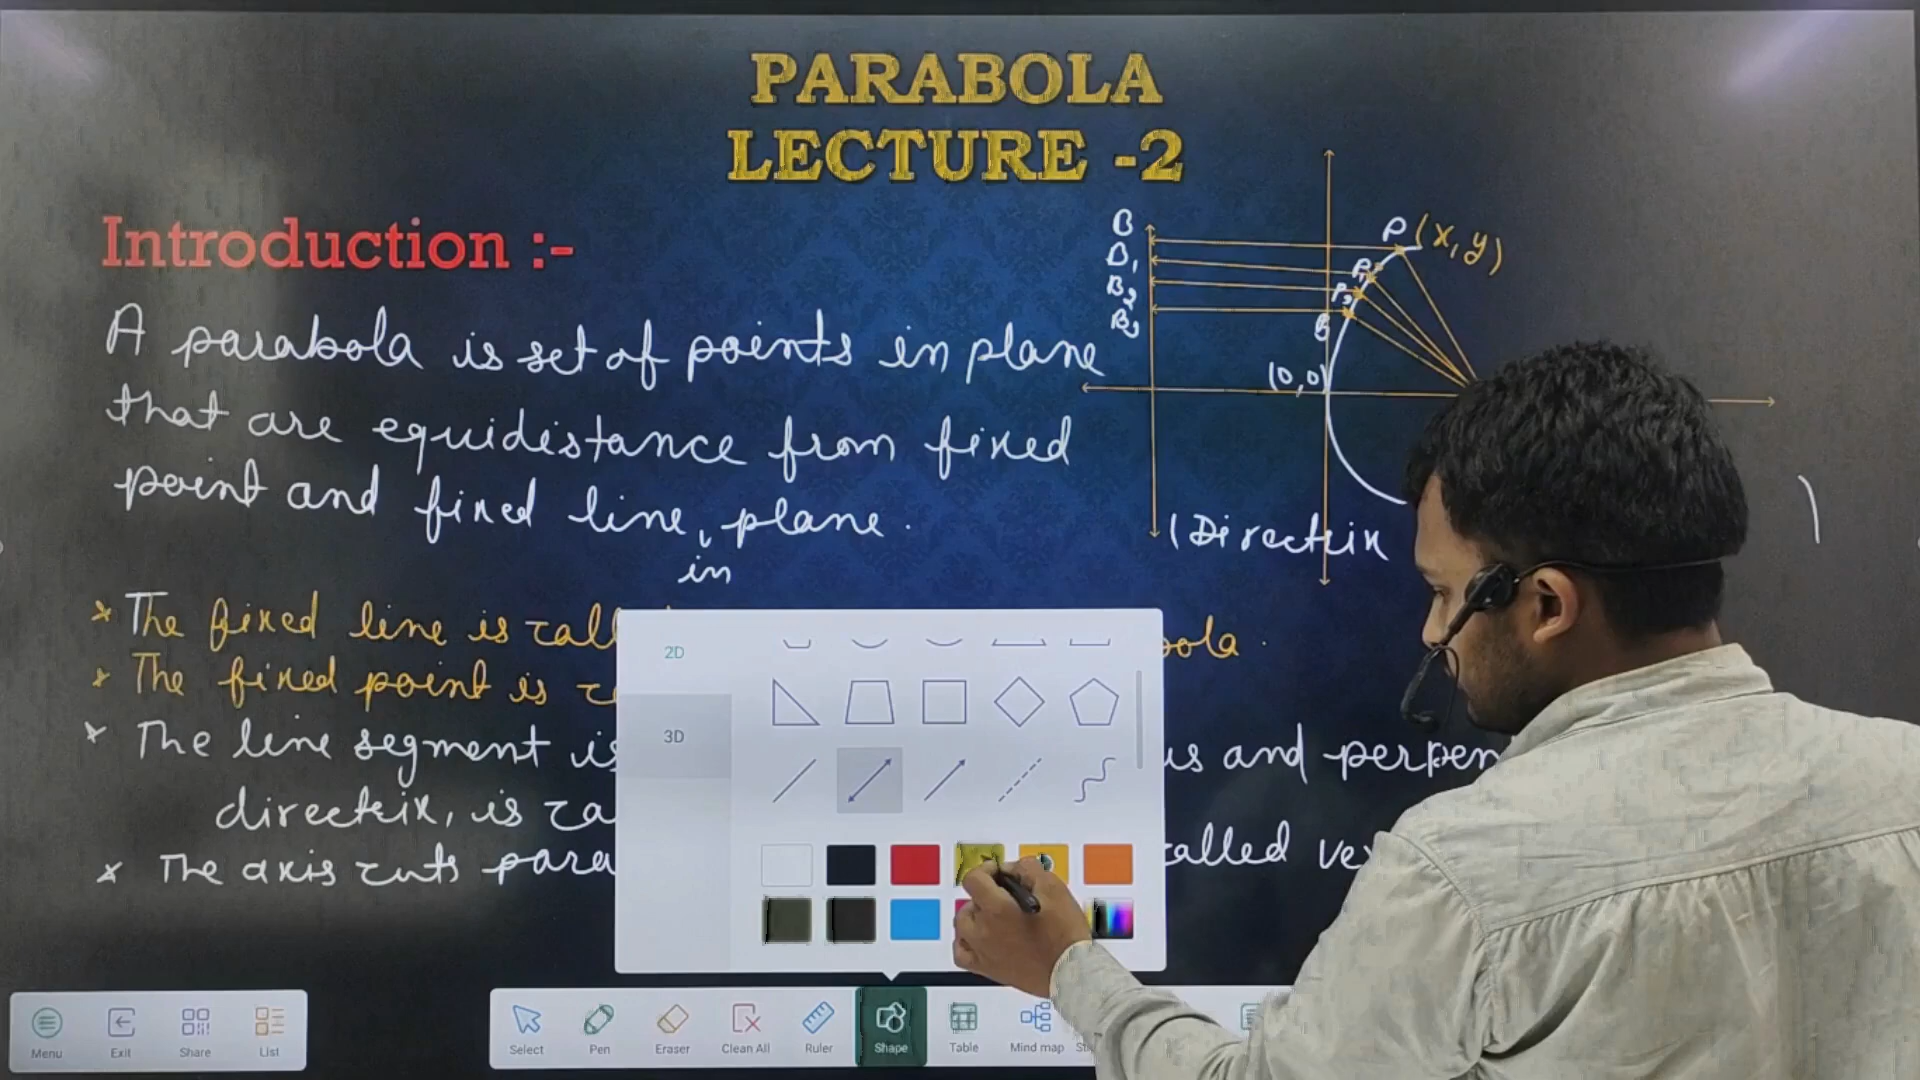 PARABOLA
LECTURE -2
Introduction :-
A parabola is set of points in plane
that are equidistance from fixed
point and fixed line, plane.
in
* The fixed line is call
* The fixed point is
* The line segment is
us and perpen
directrix, is ca
* The axis cuts para
called ve
B
B1
B2
B3
P (x, y)
P1
P2
(0,0)
(Directrix
2D
3D
Menu
Exit
Share
List
Select
Pen
Eraser
Clean All
Ruler
Shape
Table
Mind map